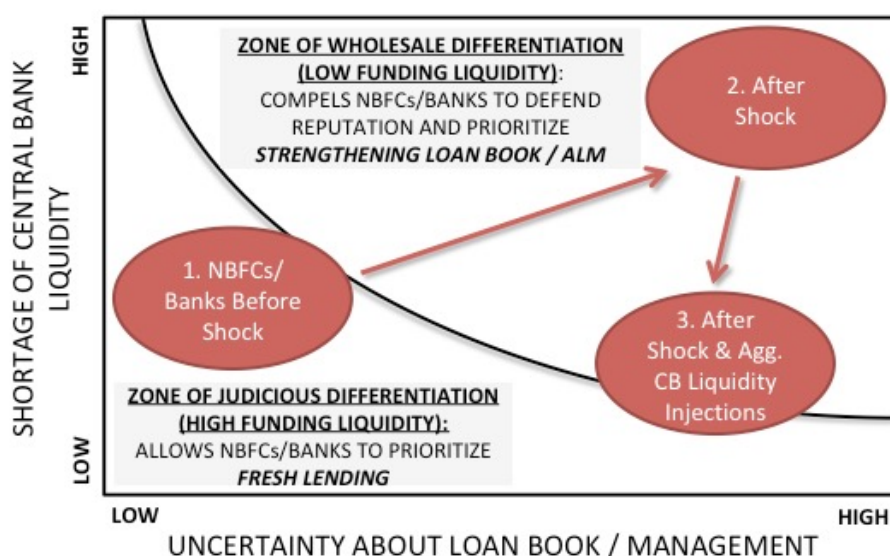 SHORTAGE OF CENTRAL BANK
LIQUIDITY
HIGH
LOW
ZONE OF WHOLESALE DIFFERENTIATION
(LOW FUNDING LIQUIDITY):
COMPELS NBFCs/BANKS TO DEFEND
REPUTATION AND PRIORITIZE
STRENGTHENING LOAN BOOK / ALM
2. After
Shock
1. NBFCs/
Banks Before
Shock
3. After
Shock & Agg.
CB Liquidity
Injections
ZONE OF JUDICIOUS DIFFERENTIATION
(HIGH FUNDING LIQUIDITY):
ALLOWS NBFCs/BANKS TO PRIORITIZE
FRESH LENDING
LOW
HIGH
UNCERTAINTY ABOUT LOAN BOOK / MANAGEMENT